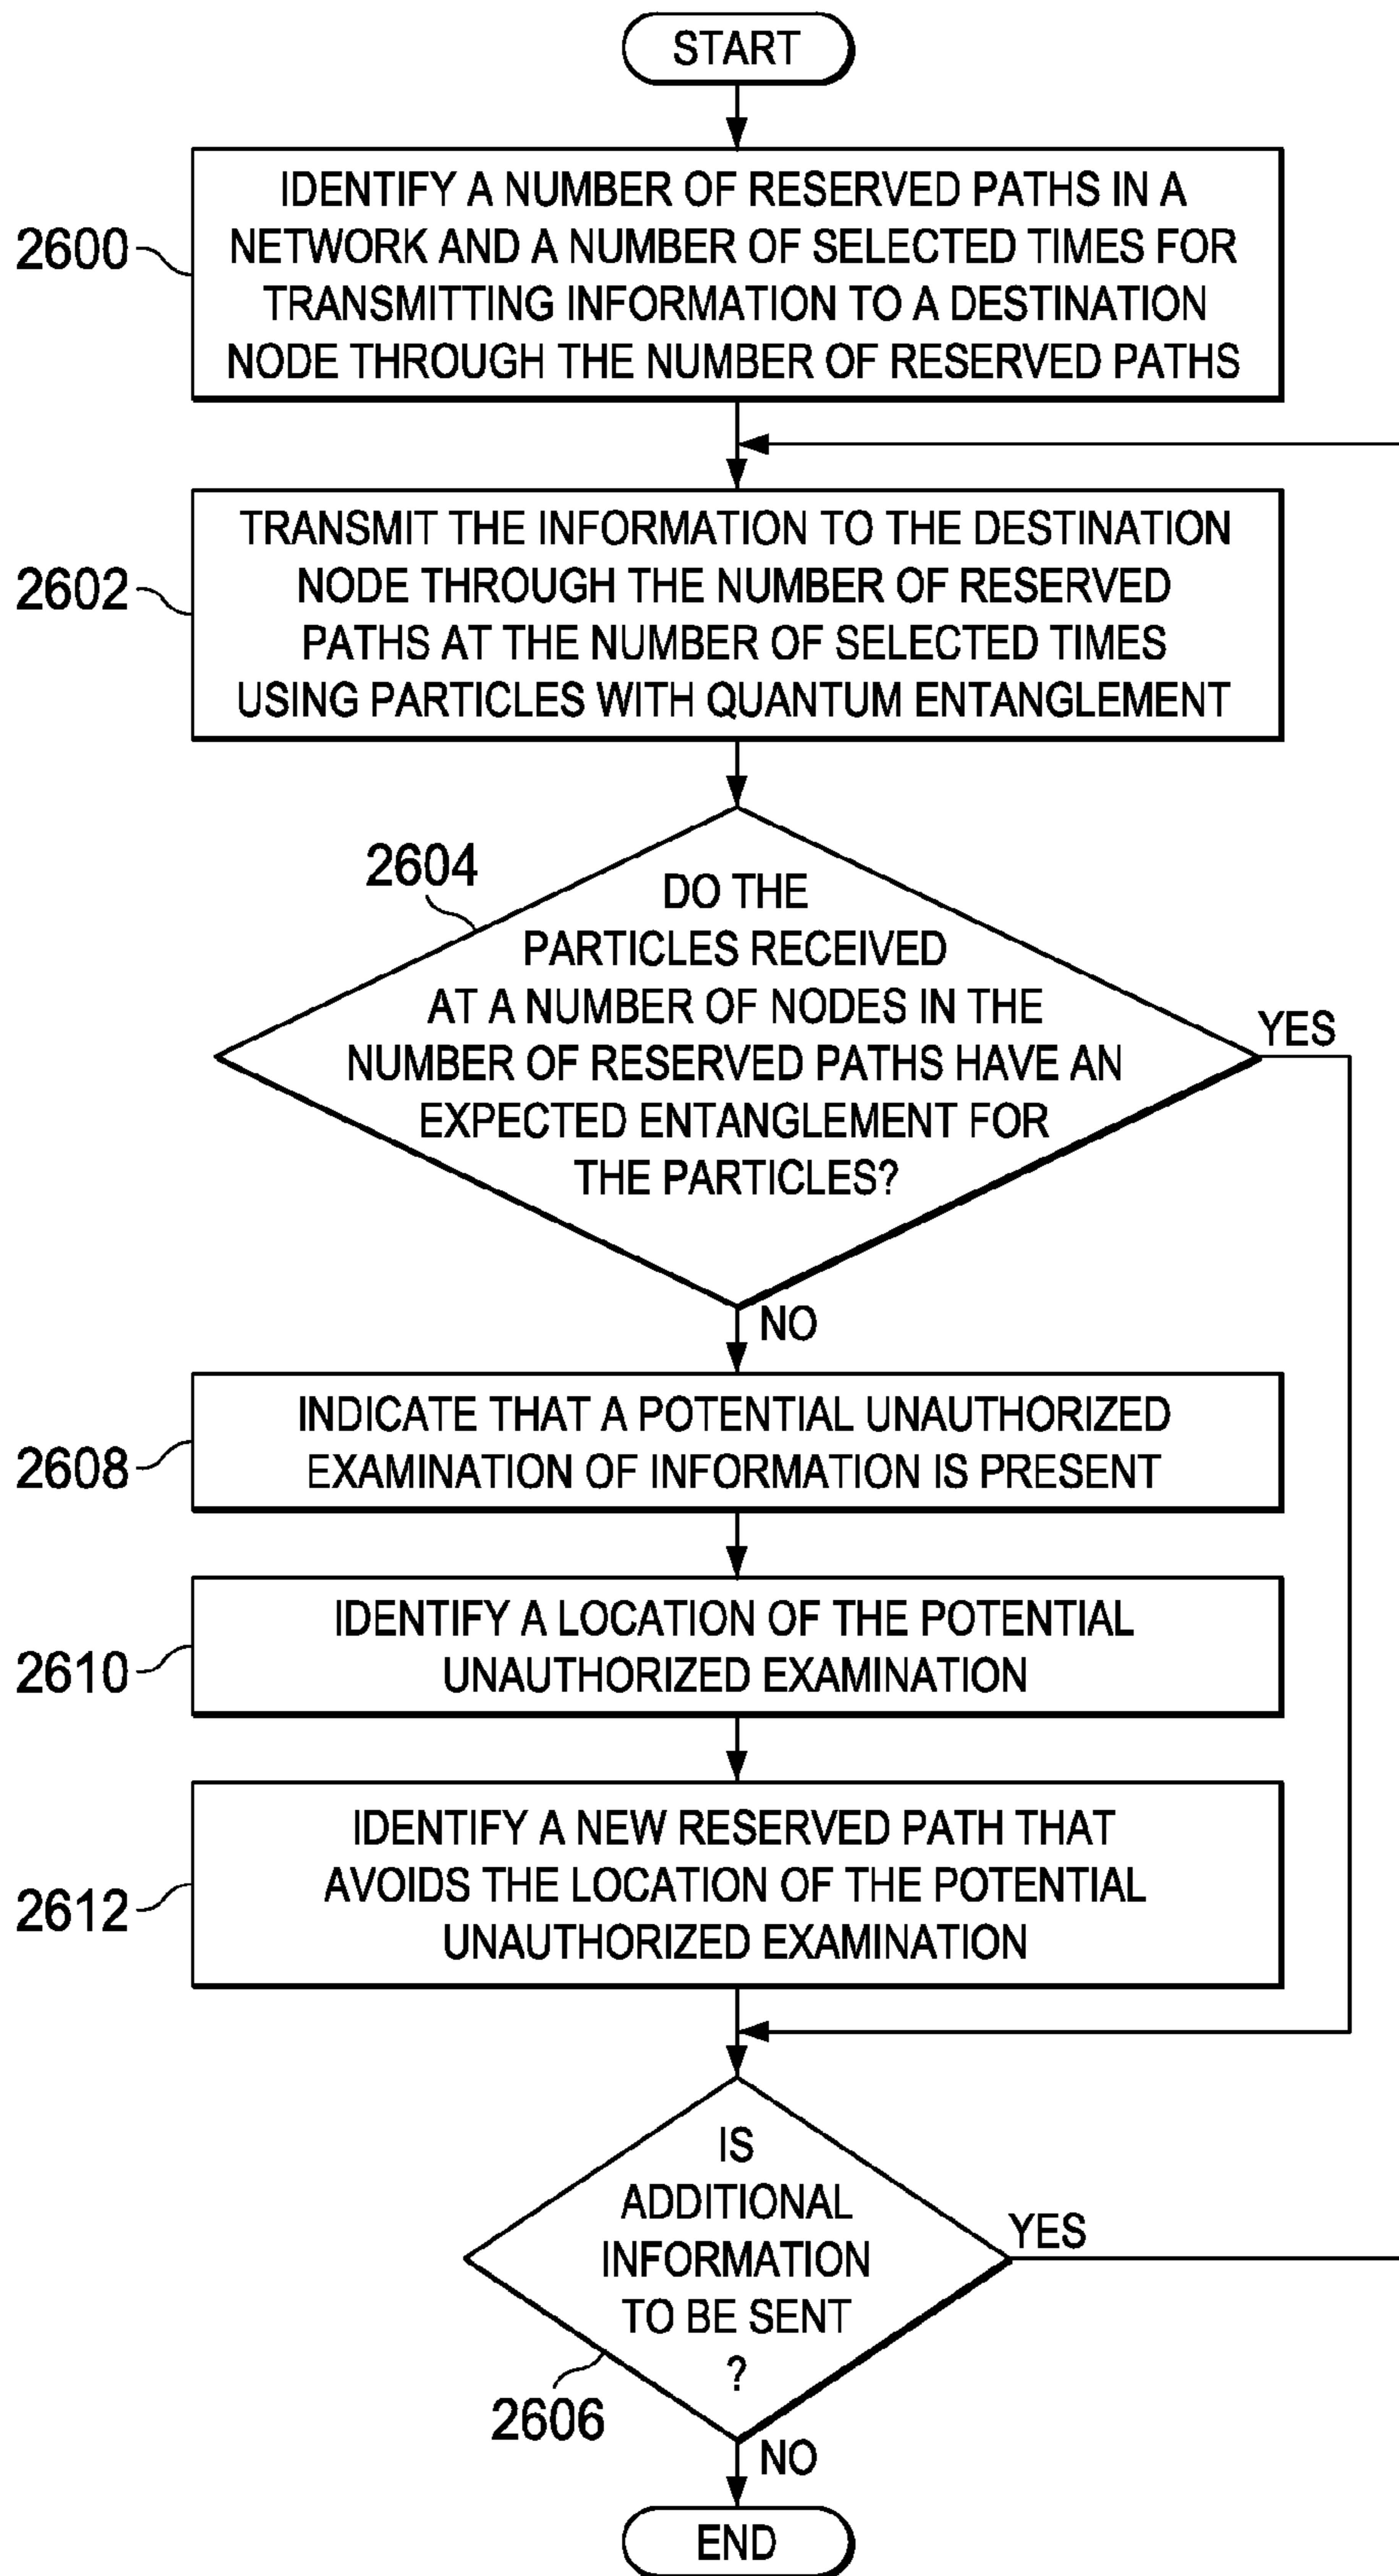 START
IDENTIFY A NUMBER OF RESERVED PATHS IN A
NETWORK AND A NUMBER OF SELECTED TIMES FOR
TRANSMITTING INFORMATION TO A DESTINATION
NODE THROUGH THE NUMBER OF RESERVED PATHS
2600
TRANSMIT THE INFORMATION TO THE DESTINATION
NODE THROUGH THE NUMBER OF RESERVED
PATHS AT THE NUMBER OF SELECTED TIMES
USING PARTICLES WITH QUANTUM ENTANGLEMENT
2602
2604
DO THE
PARTICLES RECEIVED
AT A NUMBER OF NODES IN THE
NUMBER OF RESERVED PATHS HAVE AN
EXPECTED ENTANGLEMENT FOR
THE PARTICLES?
YES
NO
INDICATE THAT A POTENTIAL UNAUTHORIZED
EXAMINATION OF INFORMATION IS PRESENT
2608
IDENTIFY A LOCATION OF THE POTENTIAL
UNAUTHORIZED EXAMINATION
2610
IDENTIFY A NEW RESERVED PATH THAT
AVOIDS THE LOCATION OF THE POTENTIAL
UNAUTHORIZED EXAMINATION
2612
IS
ADDITIONAL
INFORMATION
TO BE SENT
?
YES
2606
NO
END